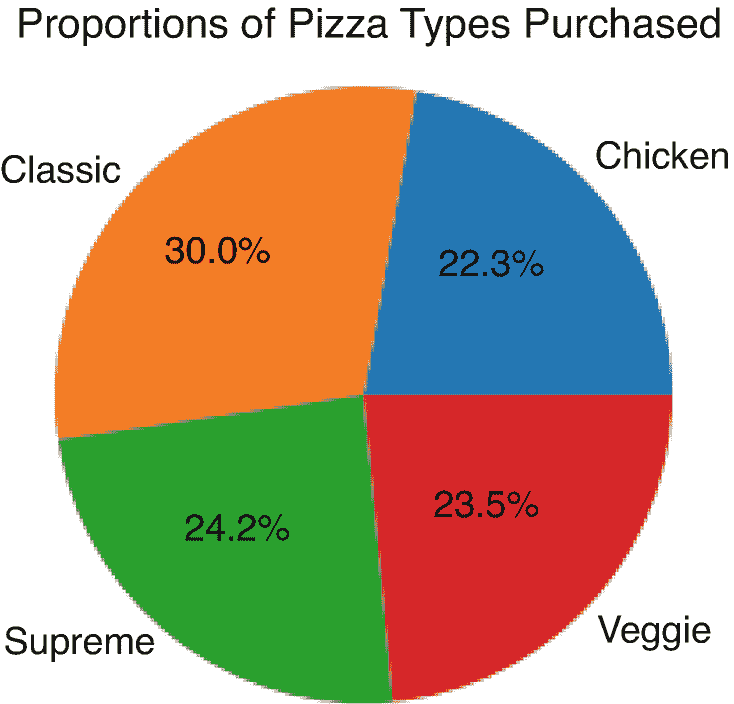 Proportions of Pizza Types Purchased
Classic
Chicken
30.0%
22.3%
24.2%
23.5%
Supreme
Veggie